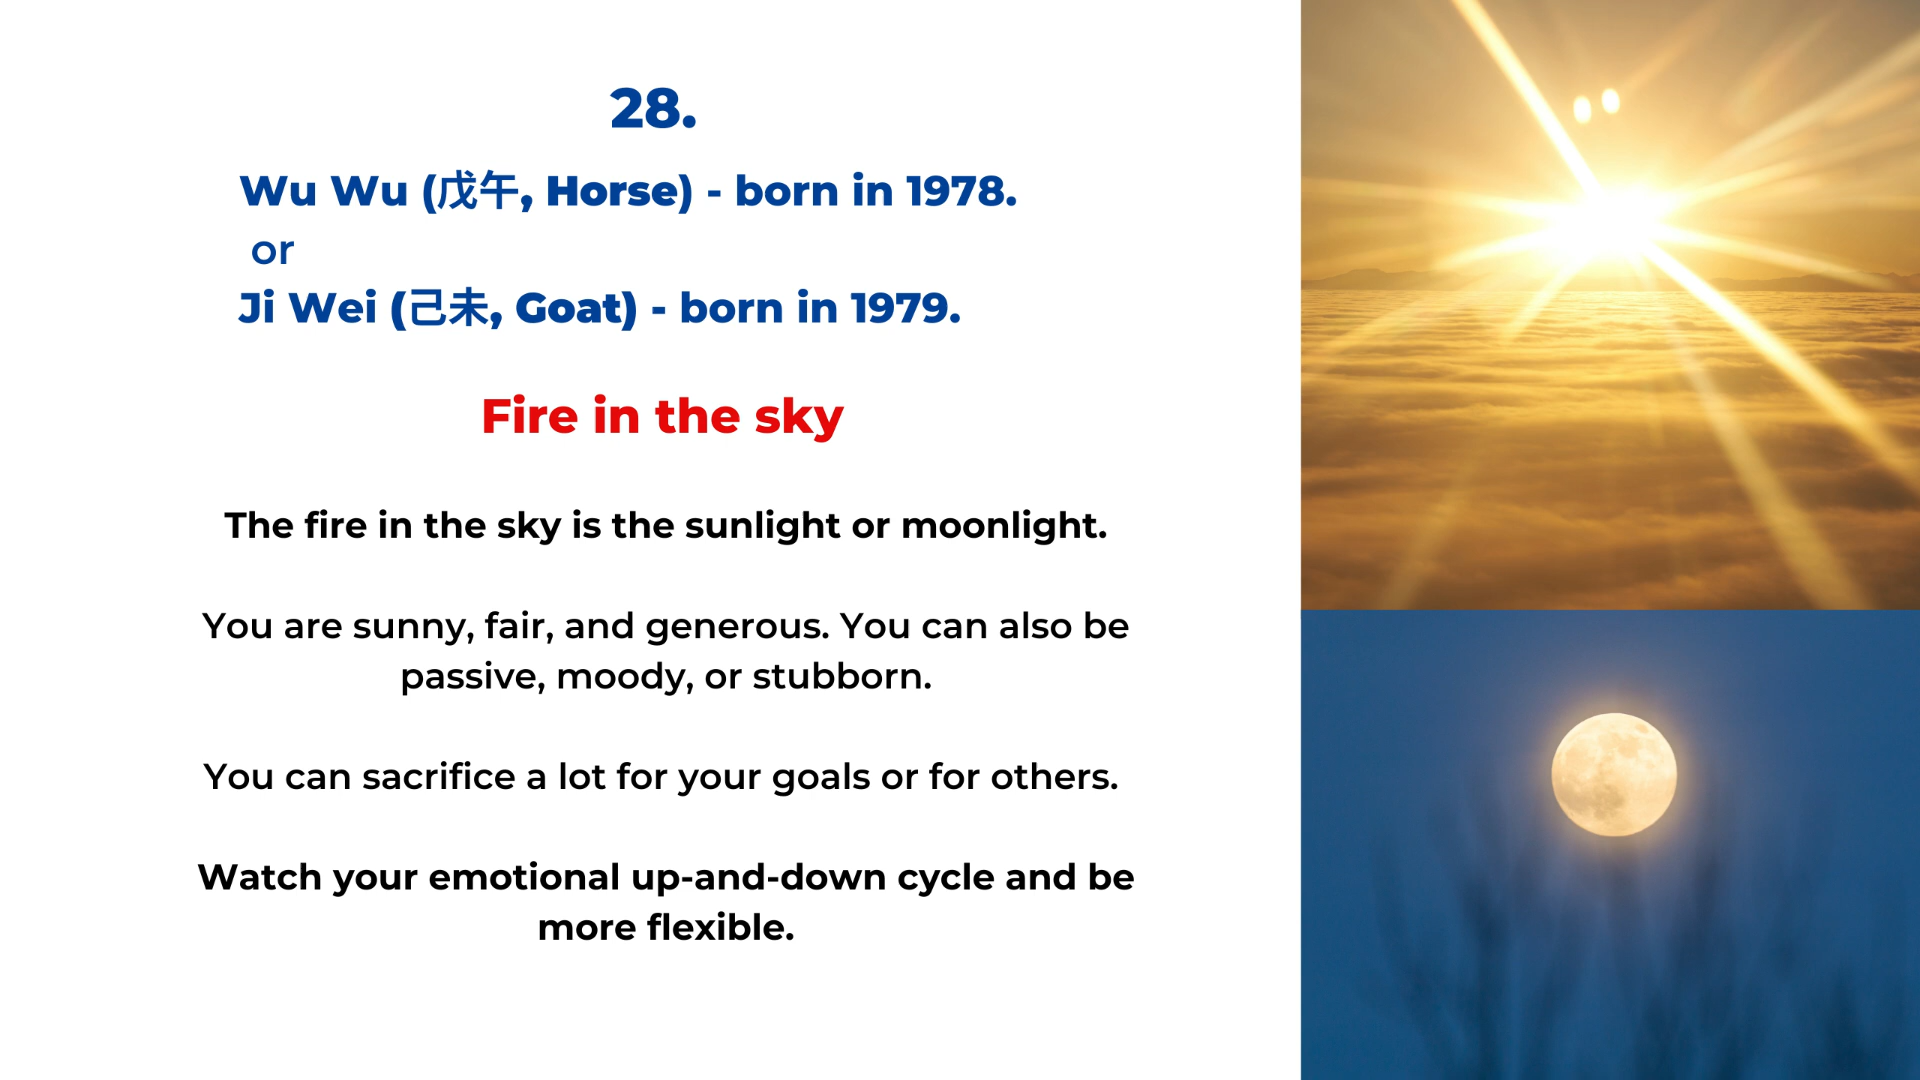 28.
Wu Wu (戊午, Horse) - born in 1978.
or
Ji Wei (己未, Goat) - born in 1979.
Fire in the sky
The fire in the sky is the sunlight or moonlight.
You are sunny, fair, and generous. You can also be
passive, moody, or stubborn.
You can sacrifice a lot for your goals or for others.
Watch your emotional up-and-down cycle and be
more flexible.